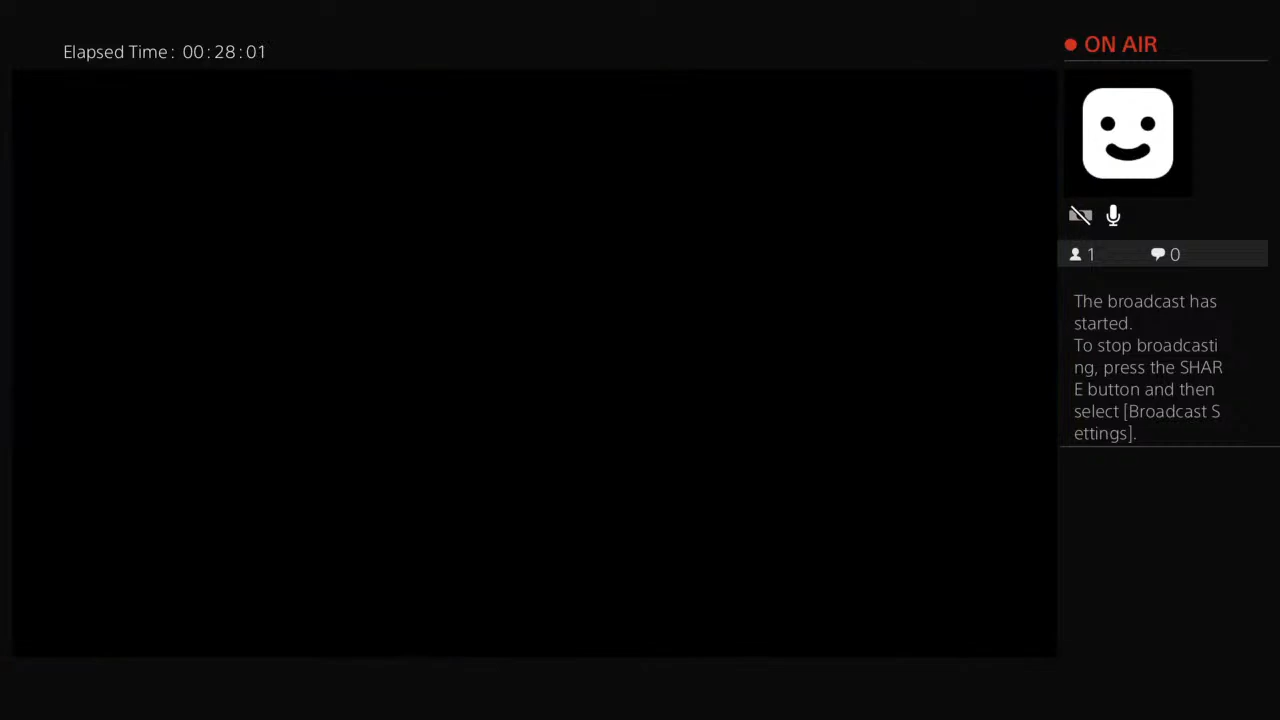 Elapsed Time: 00:28:01
ON AIR
1 0
The broadcast has
started.
To stop broadcasti
ng, press the SHAR
E button and then
select [Broadcast S
ettings].